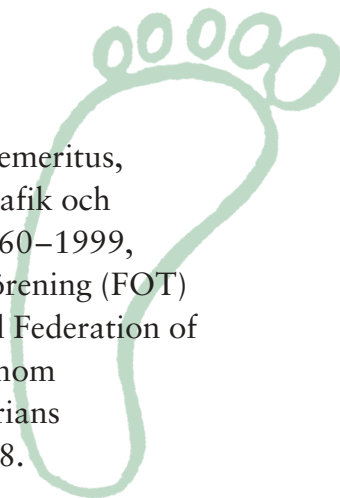 emeritus,
afik och
60–1999,
örening (FOT)
l Federation of
nom
rians
8.